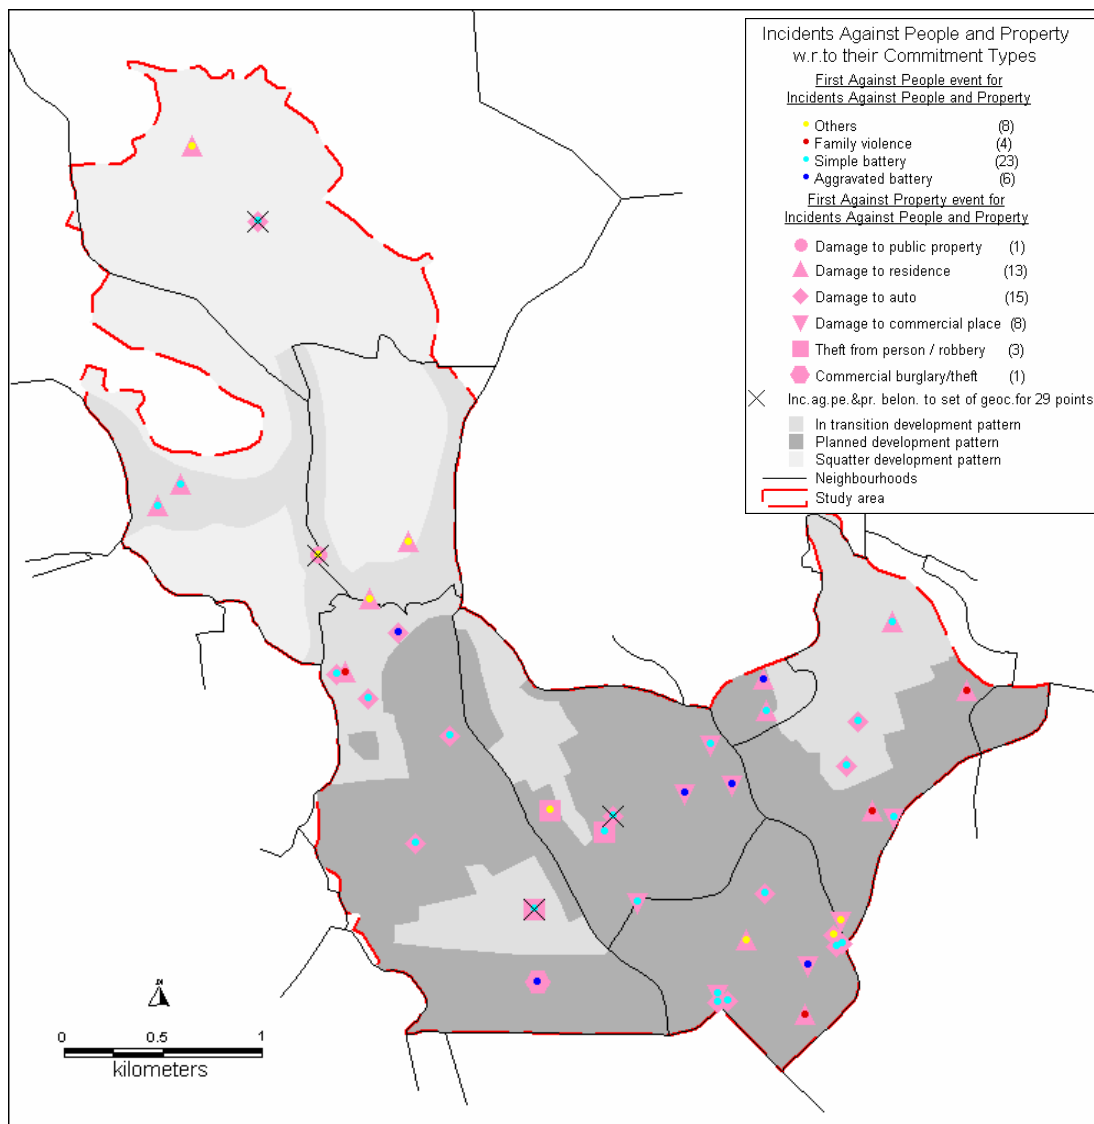 Incidents Against People and Property
w.r.to their Commitment Types
First Against People event for
Incidents Against People and Property
Others (8)
Family violence (4)
Simple battery (23)
Aggravated battery (6)
First Against Property event for
Incidents Against People and Property
Damage to public property (1)
Damage to residence (13)
Damage to auto (15)
Damage to commercial place (8)
Theft from person / robbery (3)
Commercial burglary/theft (1)
Inc.ag.pe.&pr. belon. to set of geoc.for 29 points
In transition development pattern
Planned development pattern
Squatter development pattern
Neighbourhoods
Study area
0 0.5 1
kilometers